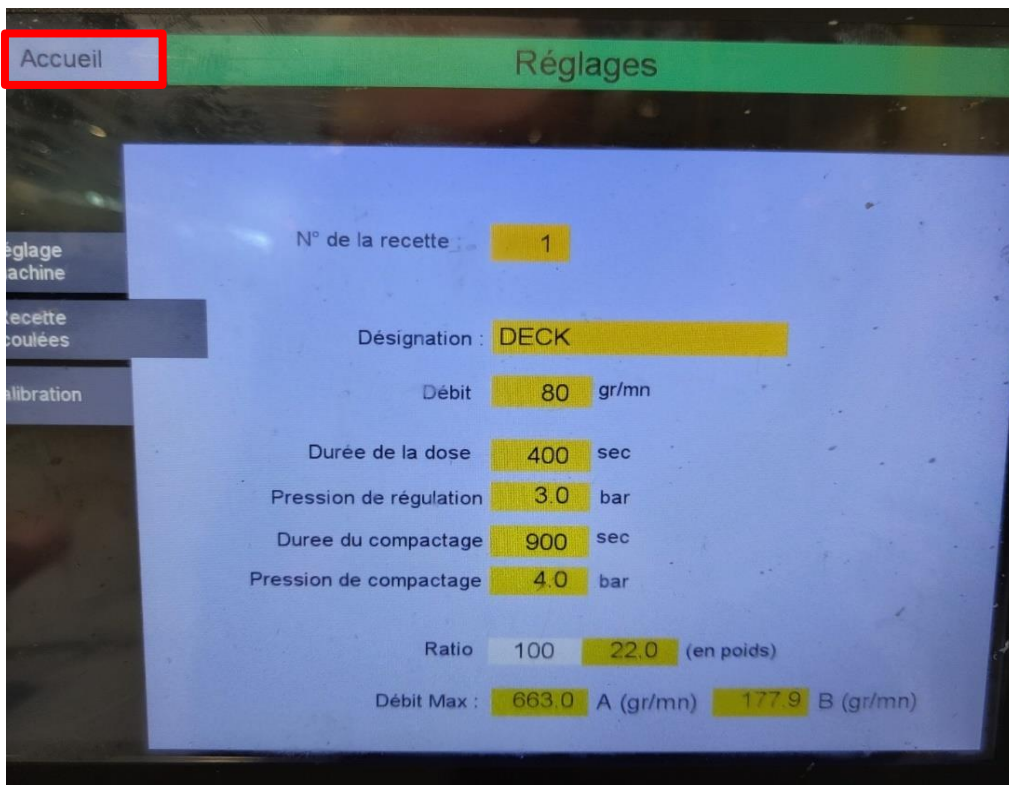 Accueil
Réglages
N° de la recette : 1
églage
achine
ecette
coulées
alibration
Désignation : DECK
Débit 80 gr/mn
Durée de la dose 400 sec
Pression de régulation 3.0 bar
Duree du compactage 900 sec
Pression de compactage 4.0 bar
Ratio 100 22.0 (en poids)
Débit Max : 663.0 A (gr/mn) 177.9 B (gr/mn)